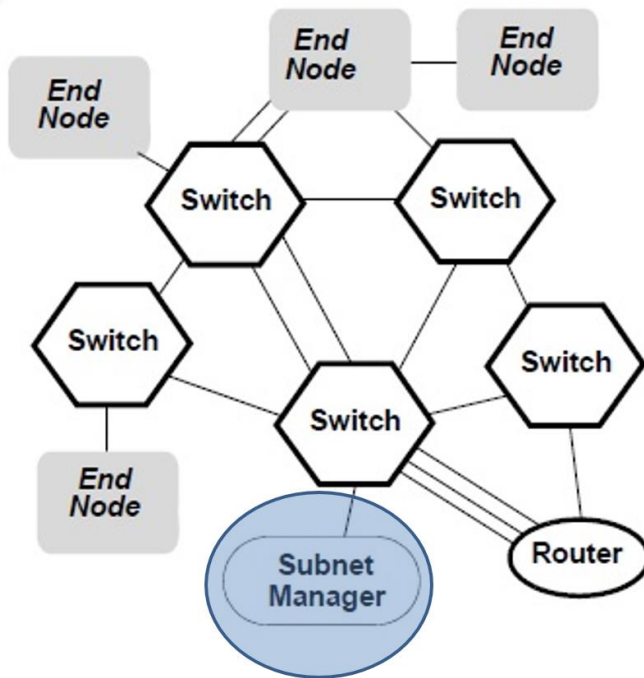 End
Node
End
Node
End
Node
Switch
Switch
Switch
Switch
Switch
End
Node
Subnet
Manager
Router